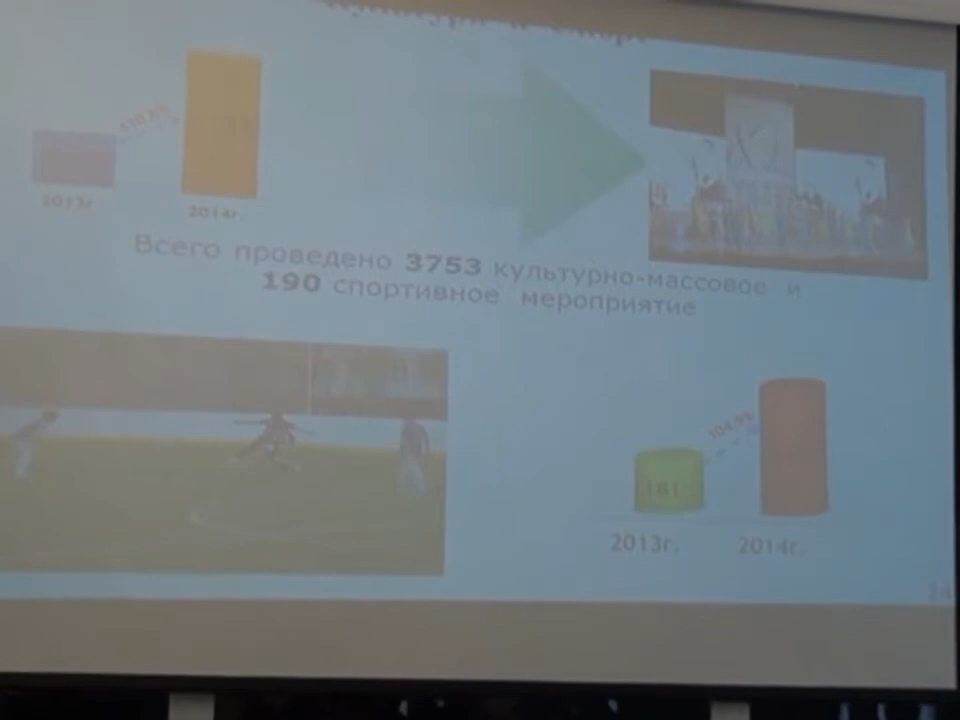 2013г
2014г.
Всего проведено 3753 культурно-массовое и
190 спортивное мероприятие
104,9%
181
2013г. 2014г.